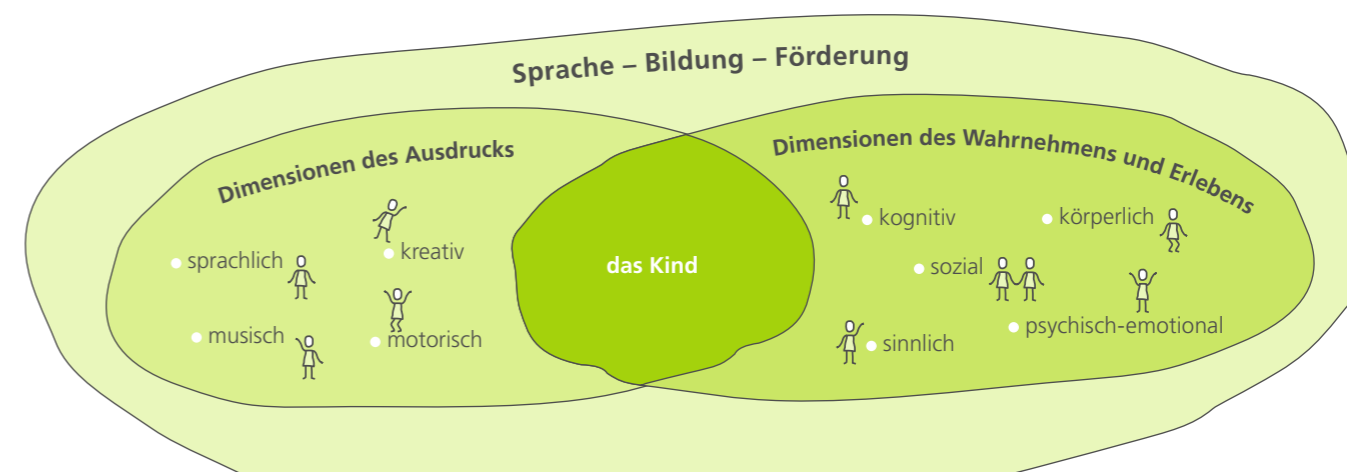 Sprache – Bildung – Förderung
Dimensionen des Ausdrucks
sprachlich
kreativ
musisch
motorisch
das Kind
Dimensionen des Wahrnehmens und Erlebens
kognitiv
körperlich
sozial
psychisch-emotional
sinnlich